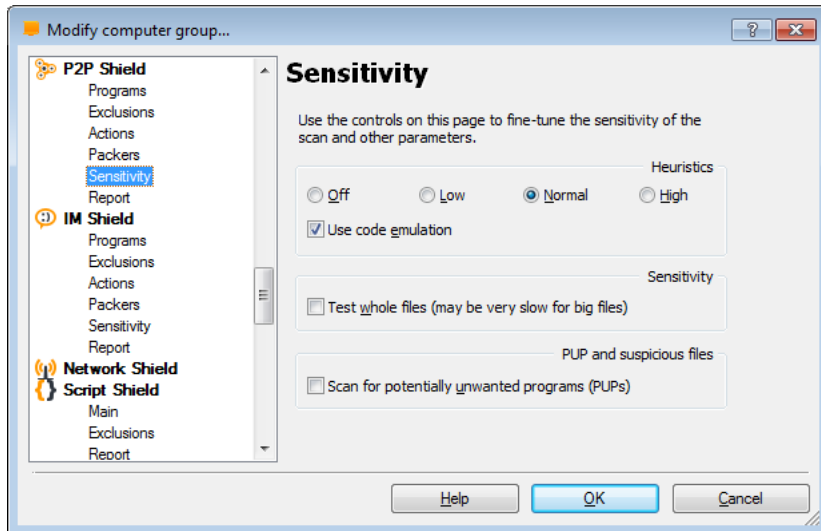 Modify computer group...
P2P Shield
Programs
Exclusions
Actions
Packers
Sensitivity
Report
IM Shield
Programs
Exclusions
Actions
Packers
Sensitivity
Report
Network Shield
Script Shield
Main
Exclusions
Report
Sensitivity
Use the controls on this page to fine-tune the sensitivity of the
scan and other parameters.
Heuristics
Off Low Normal High
Use code emulation
Sensitivity
Test whole files (may be very slow for big files)
PUP and suspicious files
Scan for potentially unwanted programs (PUPs)
Help OK Cancel